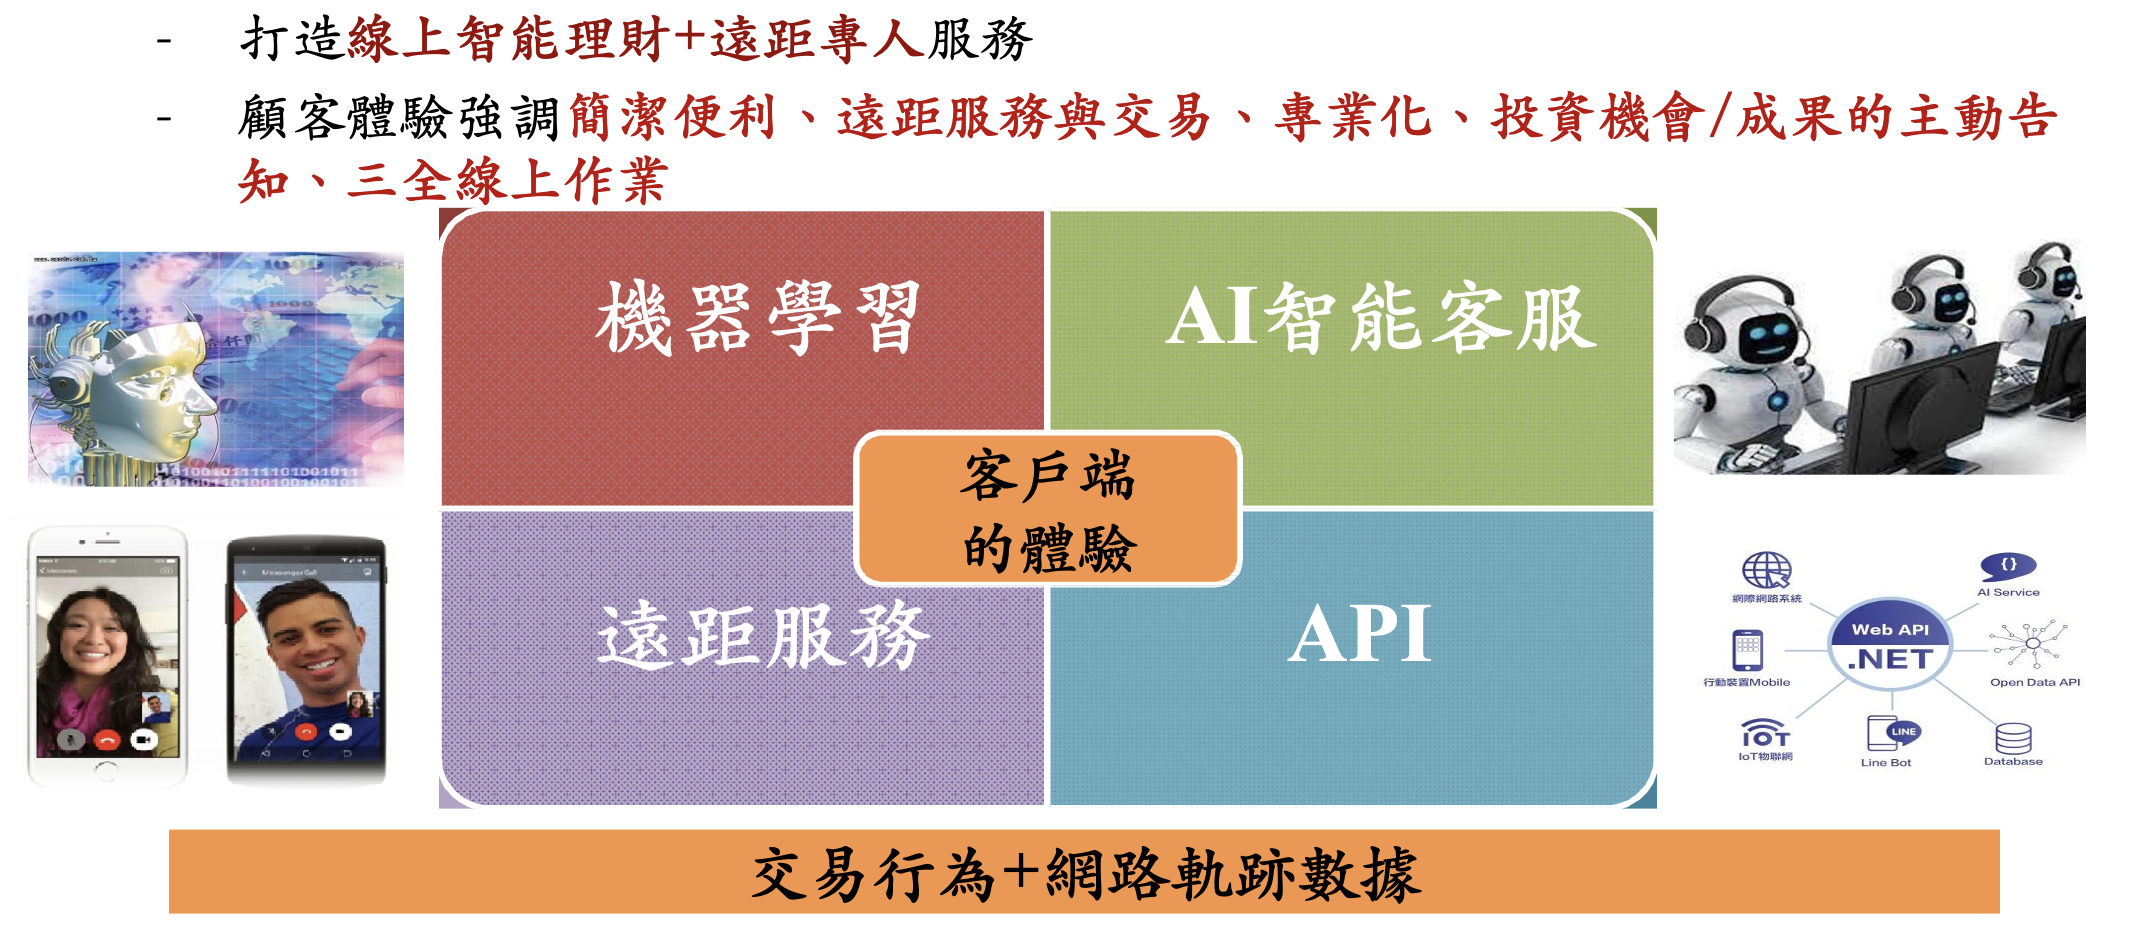 - 打造線上智能理財+遠距專人服務
- 顧客體驗強調簡潔便利、遠距服務與交易、專業化、投資機會/成果的主動告
知、三全線上作業
機器學習
AI智能客服
客戶端
的體驗
遠距服務
API
1000
1000
Messenger Call
網際網路系統
{} 
AI Service
Web API
.NET
行動裝置Mobile
Open Data API
IOT
IoT物聯網
LINE
Line Bot
Database
交易行為+網路軌跡數據